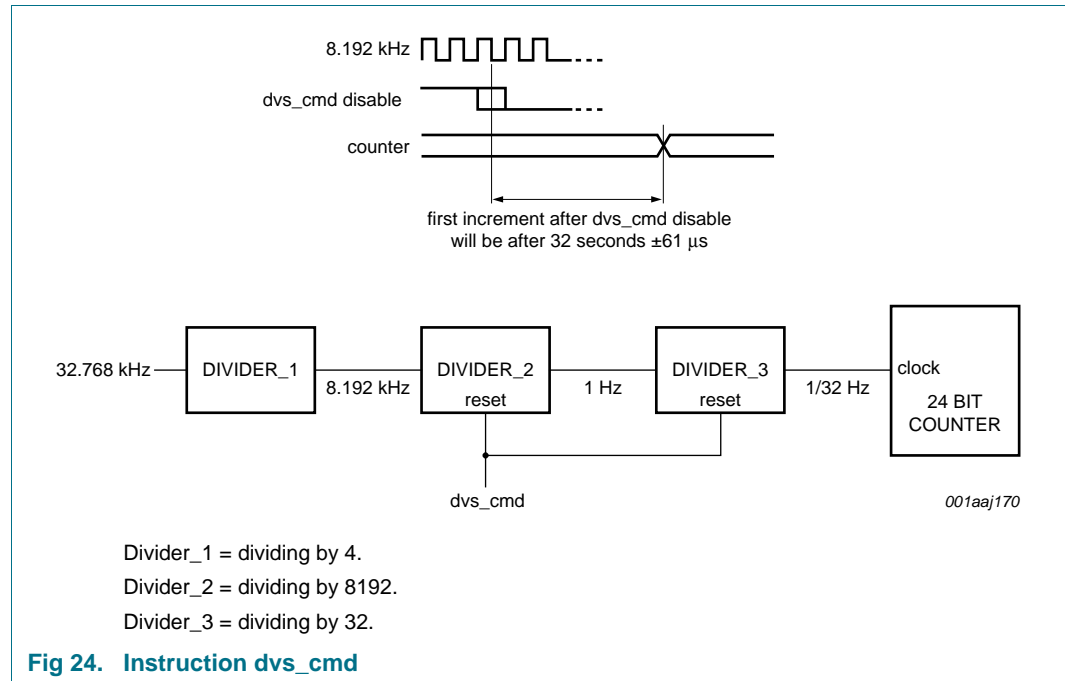 8.192 kHz
dvs_cmd disable
counter
first increment after dvs_cmd disable
will be after 32 seconds ±61 μs
32.768 kHz
DIVIDER_1
8.192 kHz
DIVIDER_2
reset
1 Hz
DIVIDER_3
reset
1/32 Hz
clock
24 BIT
COUNTER
dvs_cmd
001aaj170
Divider_1 = dividing by 4.
Divider_2 = dividing by 8192.
Divider_3 = dividing by 32.
Fig 24. Instruction dvs_cmd